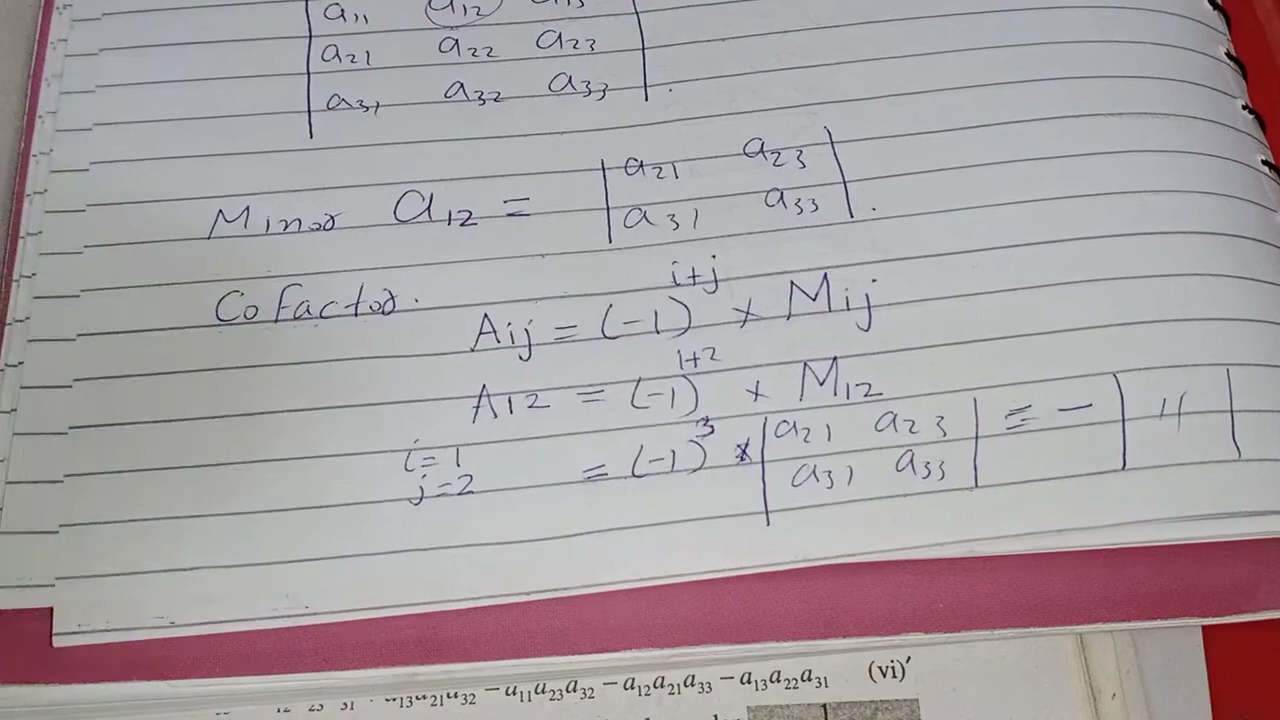 a11 a12 a13
a21 a22 a23
a31 a32 a33 .
Minor a12 = | a21 a23 |
| a31 a33 | .
Cofactor.
Aij = (-1)^i+j × Mij
A12 = (-1)^1+2 × M12
i=1
j=2
= (-1)^3 × | a21 a23 | = - | 〃 |
| a31 a33 |
a13a21a32 − a11a23a32 − a12a21a33 − a13a22a31 (vi)′